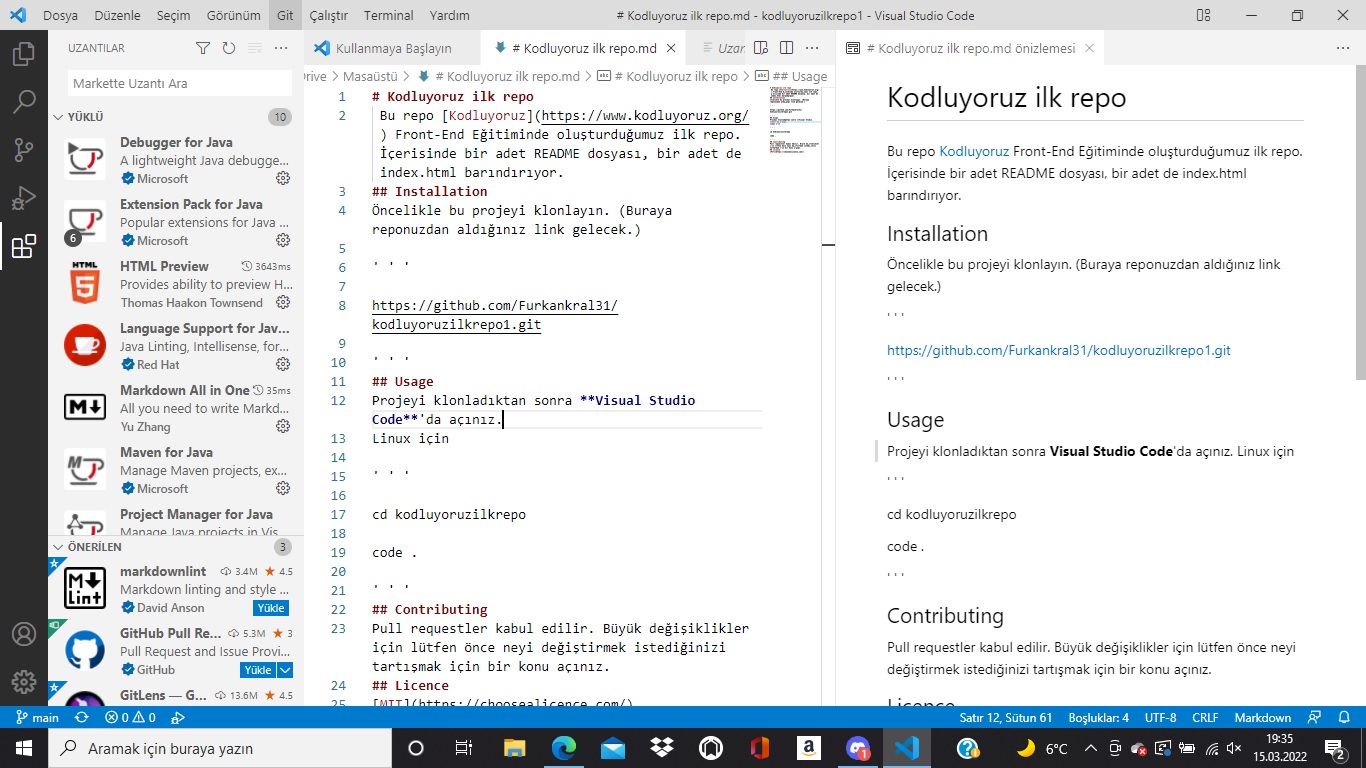 Dosya Düzenle Seçim Görünüm Git Çalıştır Terminal Yardım
# Kodluyoruz ilk repo.md - kodluyoruzilkrepo1 - Visual Studio Code
UZANTILAR
Markette Uzantı Ara
YÜKLÜ 10
Debugger for Java
A lightweight Java debugge...
Microsoft
Extension Pack for Java
Popular extensions for Java ...
6 Microsoft
HTML Preview 3643ms
Provides ability to preview H...
Thomas Haakon Townsend
Language Support for Jav...
Java Linting, Intellisense, for...
Red Hat
Markdown All in One 35ms
All you need to write Markd...
Yu Zhang
Maven for Java
Manage Maven projects, ex...
Microsoft
Project Manager for Java
Manage Java projects in Vis...
ÖNERİLEN 3
markdownlint 3.4M 4.5
Markdown linting and style ...
David Anson Yükle
GitHub Pull Re... 5.3M 3
Pull Request and Issue Provi...
GitHub Yükle
GitLens — G... 13.6M 4.5
Kullanmaya Başlayın # Kodluyoruz ilk repo.md Uzan
rive > Masaüstü > # Kodluyoruz ilk repo.md > # Kodluyoruz ilk repo > ## Usage
1 # Kodluyoruz ilk repo
2 Bu repo [Kodluyoruz](https://www.kodluyoruz.org/
) Front-End Eğitiminde oluşturduğumuz ilk repo.
İçerisinde bir adet README dosyası, bir adet de
index.html barındırıyor.
3 ## Installation
4 Öncelikle bu projeyi klonlayın. (Buraya
reponuzdan aldığınız link gelecek.)
5
6 ' ' '
7
8 https://github.com/Furkankral31/
kodluyoruzilkrepo1.git
9
10 ' ' '
11 ## Usage
12 Projeyi klonladıktan sonra **Visual Studio
Code**'da açınız.
13 Linux için
14
15 ' ' '
16
17 cd kodluyoruzilkrepo
18
19 code .
20
21 ' ' '
22 ## Contributing
23 Pull requestler kabul edilir. Büyük değişiklikler
için lütfen önce neyi değiştirmek istediğinizi
tartışmak için bir konu açınız.
24 ## Licence
25 [MIT](https://choosealicence.com/)
# Kodluyoruz ilk repo.md önizlemesi
Kodluyoruz ilk repo
Bu repo Kodluyoruz Front-End Eğitiminde oluşturduğumuz ilk repo.
İçerisinde bir adet README dosyası, bir adet de index.html
barındırıyor.
Installation
Öncelikle bu projeyi klonlayın. (Buraya reponuzdan aldığınız link
gelecek.)
' ' '
https://github.com/Furkankral31/kodluyoruzilkrepo1.git
' ' '
Usage
Projeyi klonladıktan sonra Visual Studio Code'da açınız. Linux için
' ' '
cd kodluyoruzilkrepo
code .
' ' '
Contributing
Pull requestler kabul edilir. Büyük değişiklikler için lütfen önce neyi
değiştirmek istediğinizi tartışmak için bir konu açınız.
Licence
main 0 0 Satır 12, Sütun 61 Boşluklar: 4 UTF-8 CRLF Markdown
Aramak için buraya yazın
6°C
19:35
15.03.2022
2